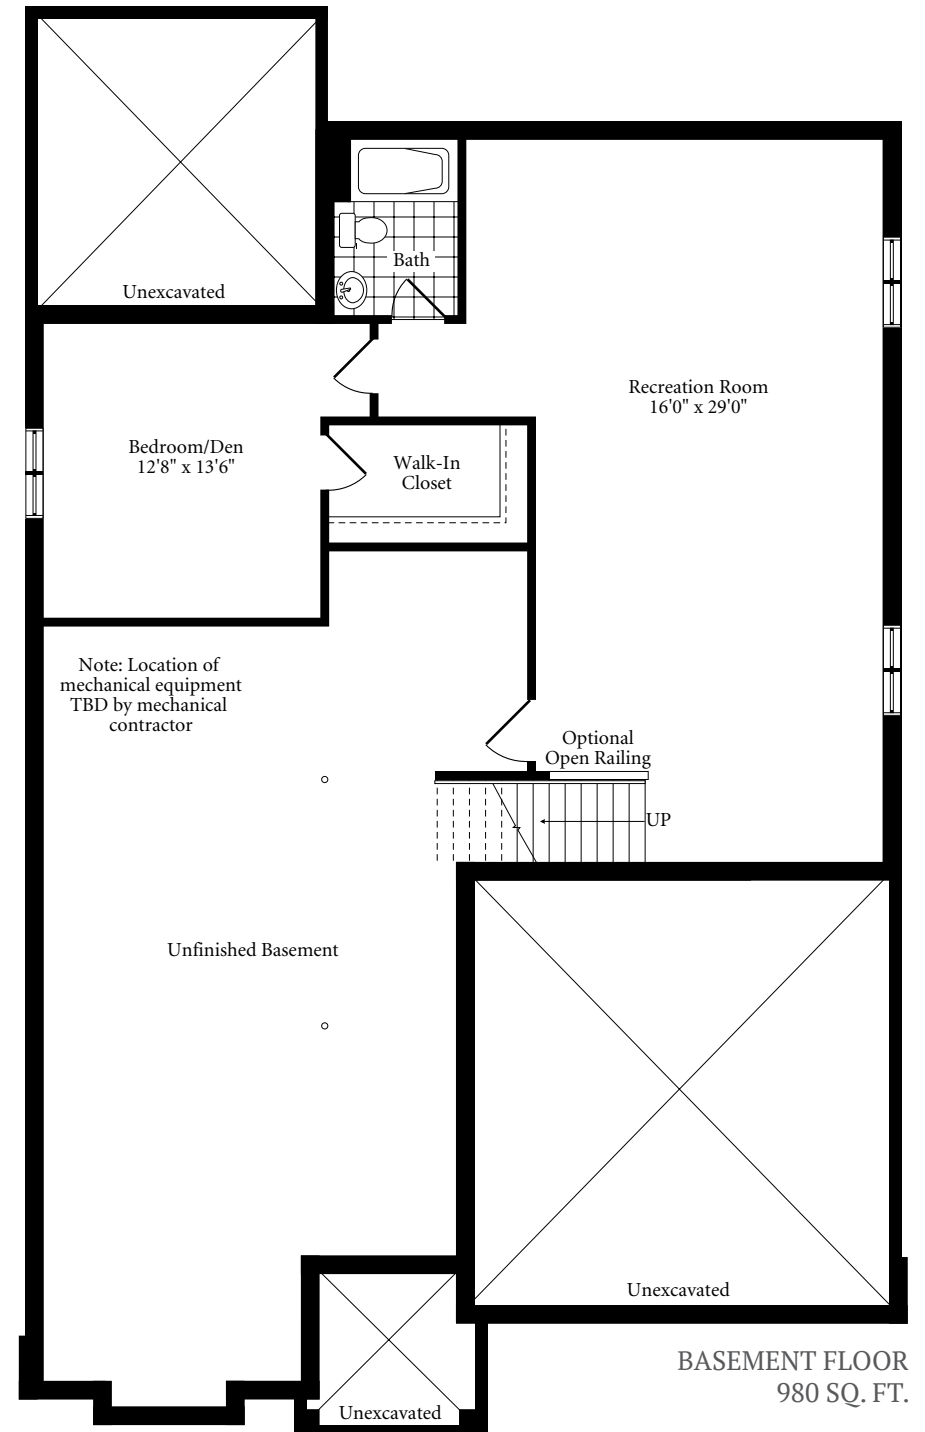 Unexcavated
Bath
Recreation Room
16'0" x 29'0"
Bedroom/Den
12'8" x 13'6"
Walk-In
Closet
Note: Location of
mechanical equipment
TBD by mechanical
contractor
Optional
Open Railing
UP
Unfinished Basement
Unexcavated
Unexcavated
BASEMENT FLOOR
980 SQ. FT.